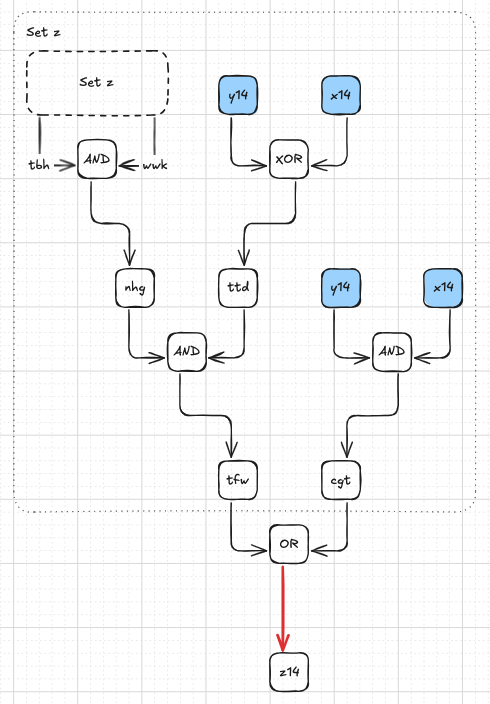 Set z
Set z
y14
x14
tbh
AND
wwk
XOR
nhg
ttd
y14
x14
AND
AND
tfw
cgt
OR
z14